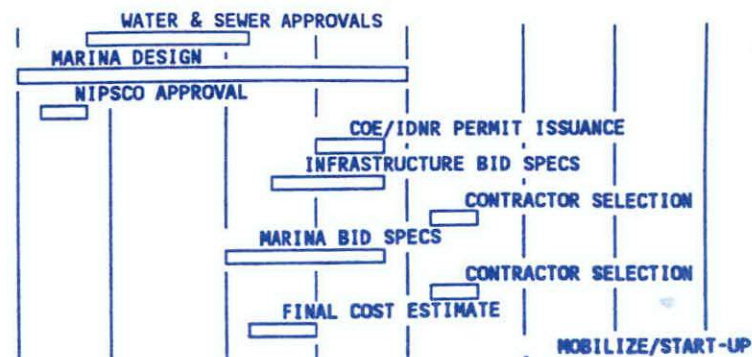 WATER & SEWER APPROVALS
MARINA DESIGN
NIPSCO APPROVAL
COE/IDNR PERMIT ISSUANCE
INFRASTRUCTURE BID SPECS
CONTRACTOR SELECTION
MARINA BID SPECS
CONTRACTOR SELECTION
FINAL COST ESTIMATE
MOBILIZE/START-UP